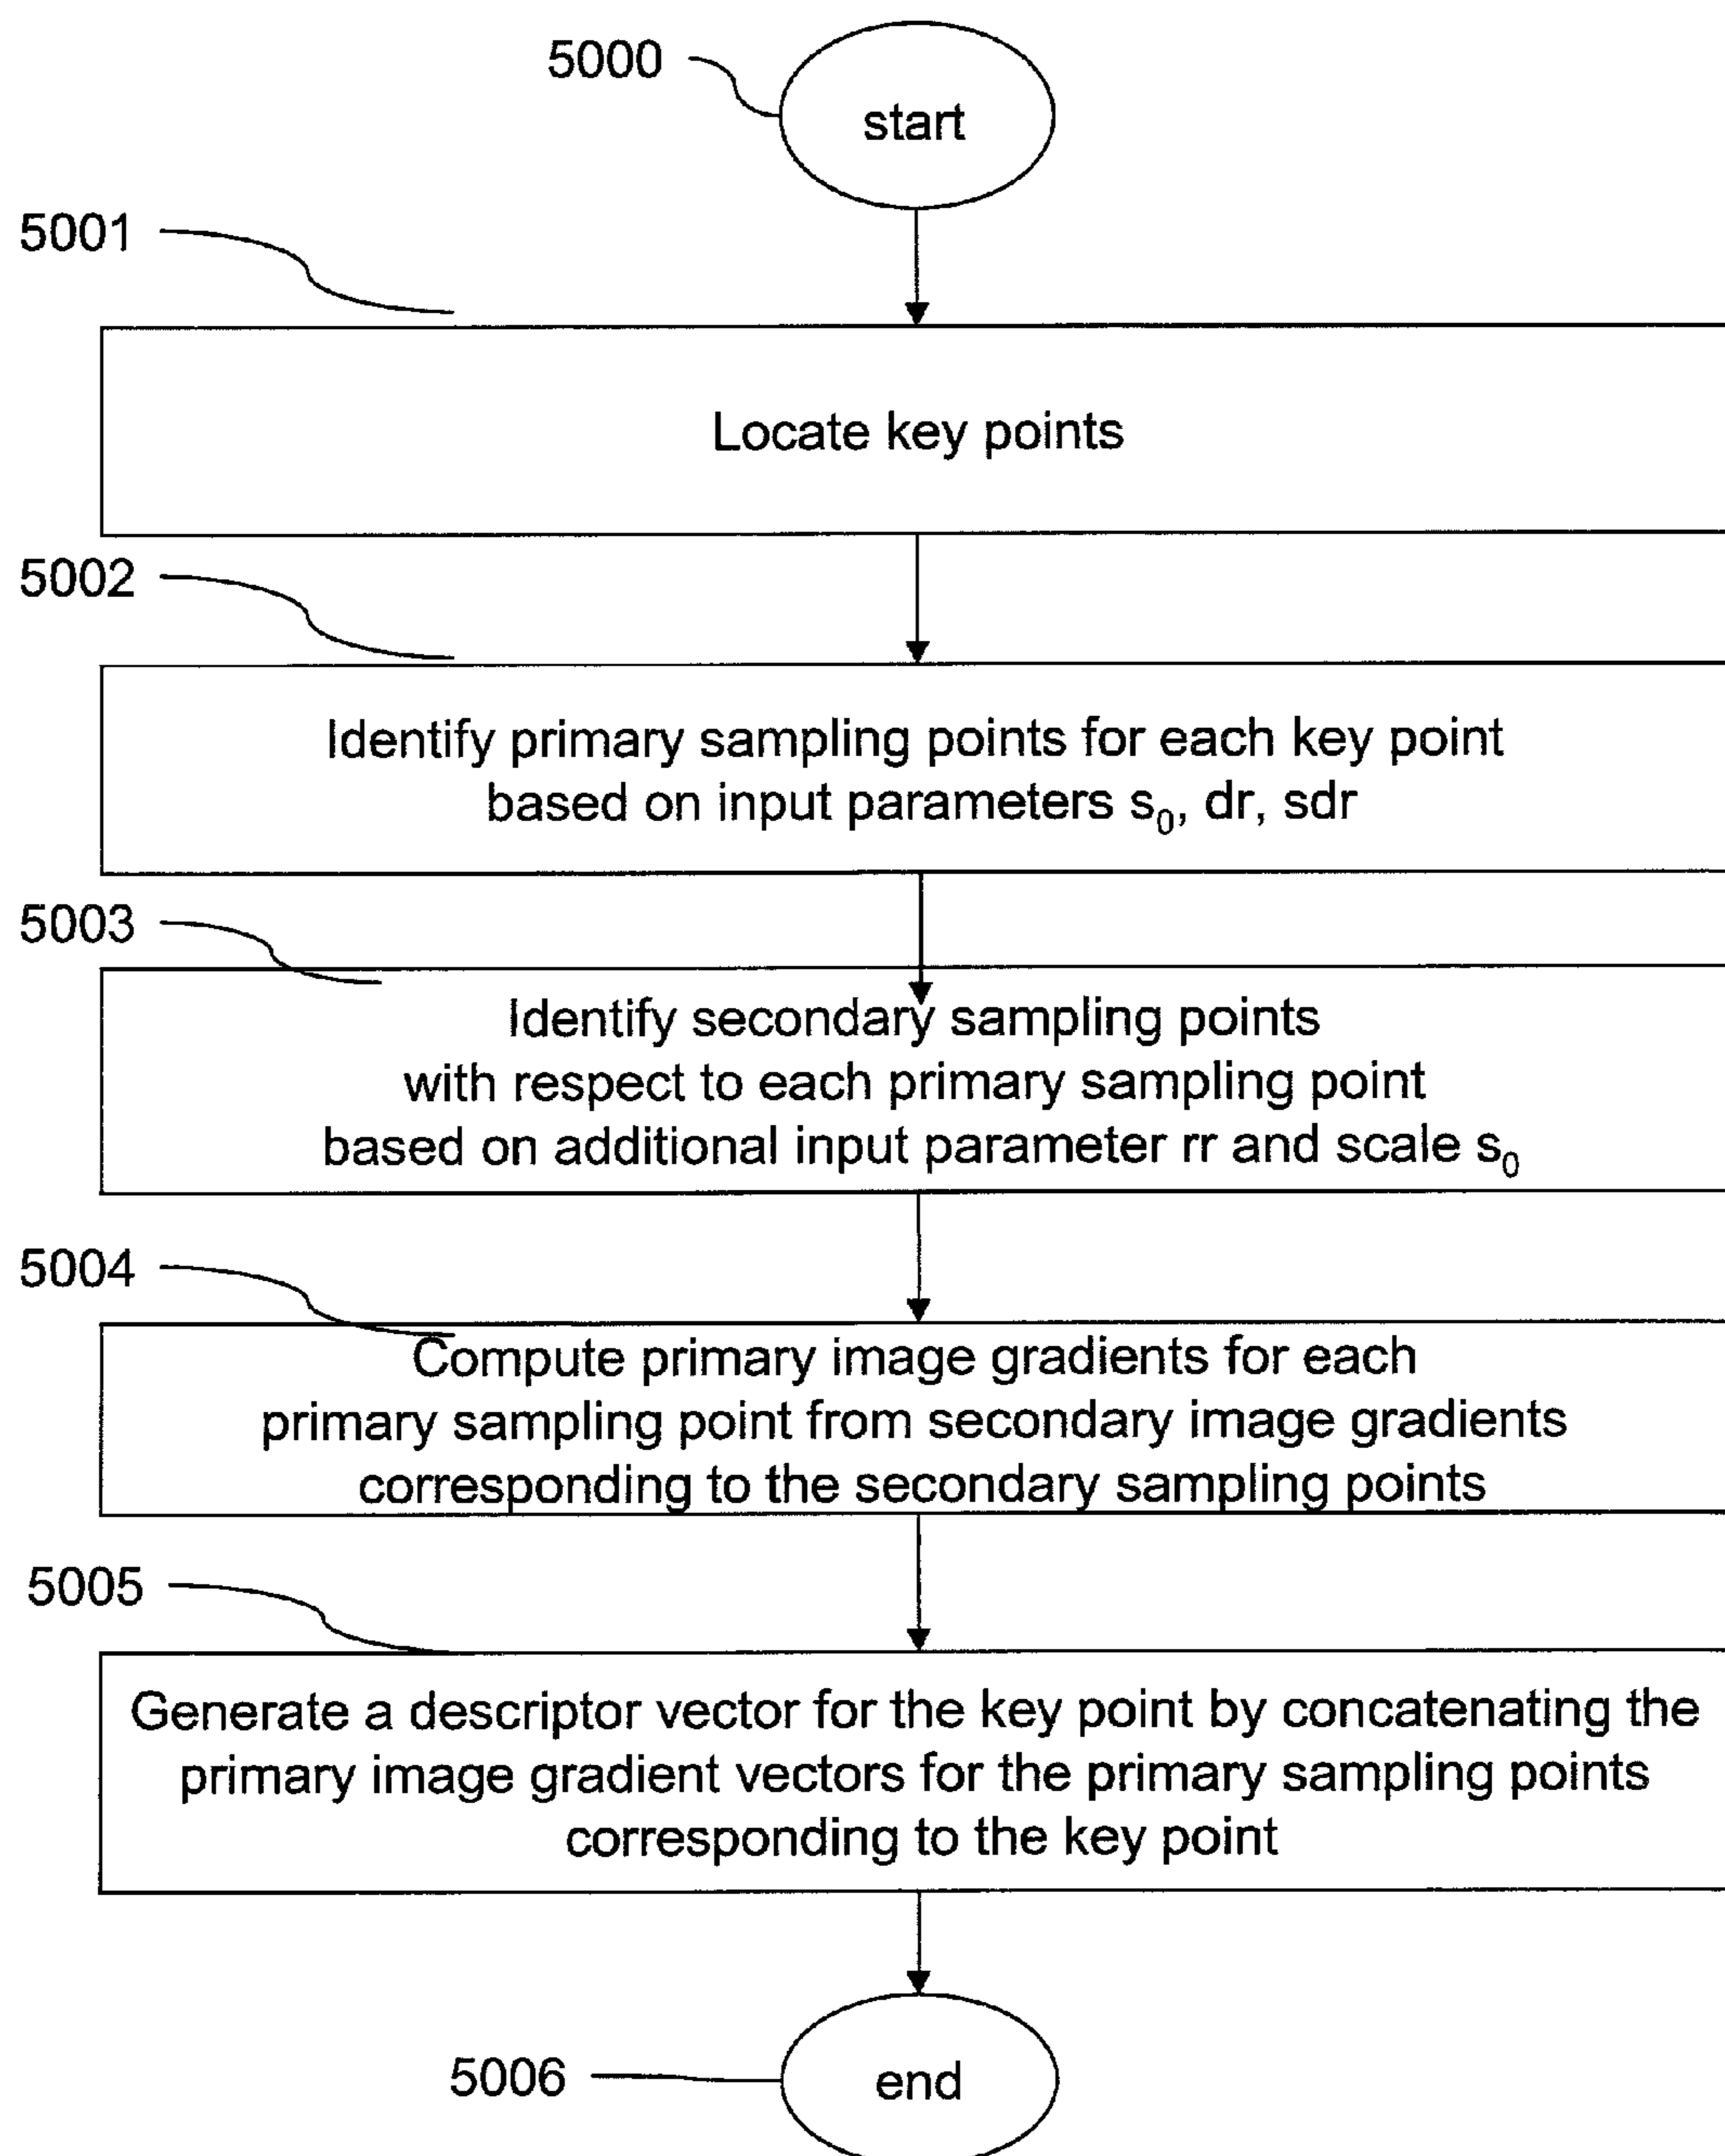 5000
start
5001
Locate key points
5002
Identify primary sampling points for each key point
based on input parameters s₀, dr, sdr
5003
Identify secondary sampling points
with respect to each primary sampling point
based on additional input parameter rr and scale s₀
5004
Compute primary image gradients for each
primary sampling point from secondary image gradients
corresponding to the secondary sampling points
5005
Generate a descriptor vector for the key point by concatenating the
primary image gradient vectors for the primary sampling points
corresponding to the key point
5006
end